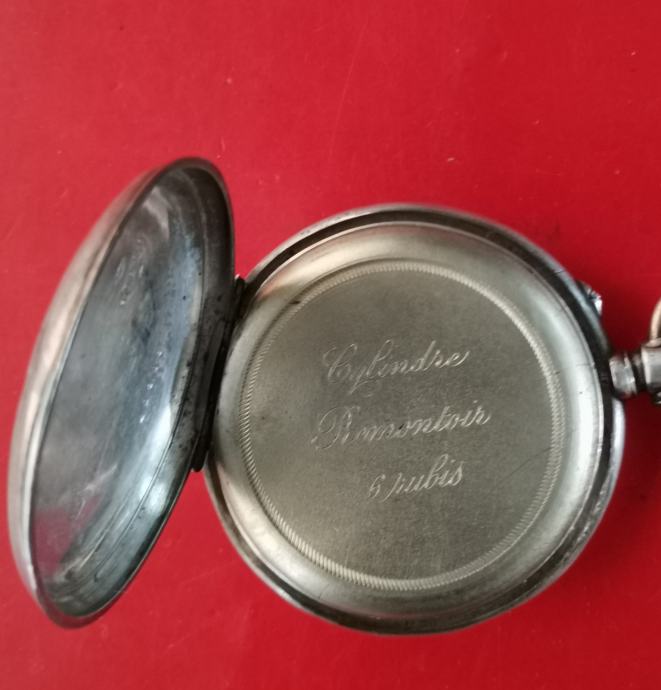 Cylindre
Remontoir
6 rubis